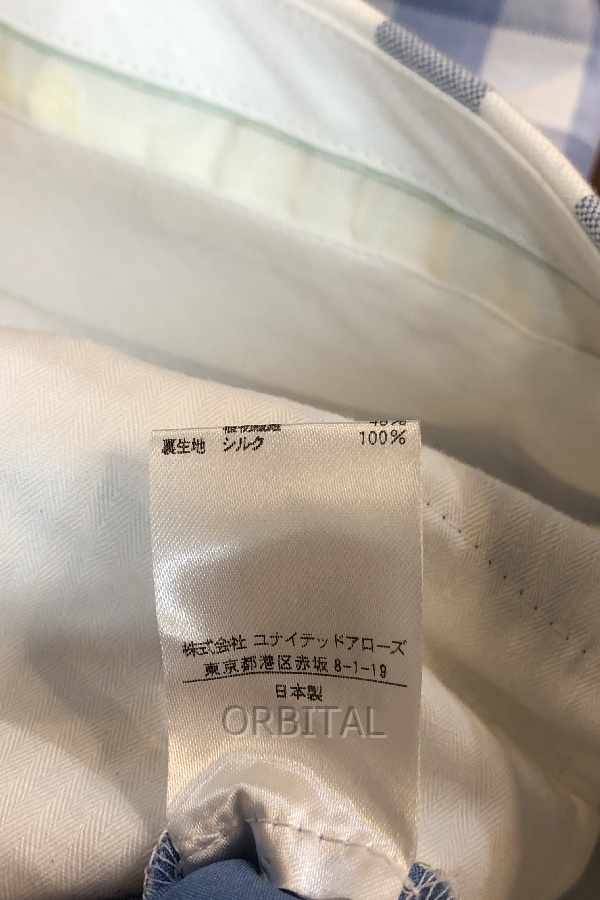 裏生地 シルク 100%
株式会社 ユナイテッドアローズ
東京都港区赤坂8-1-19
日本製
ORBITAL